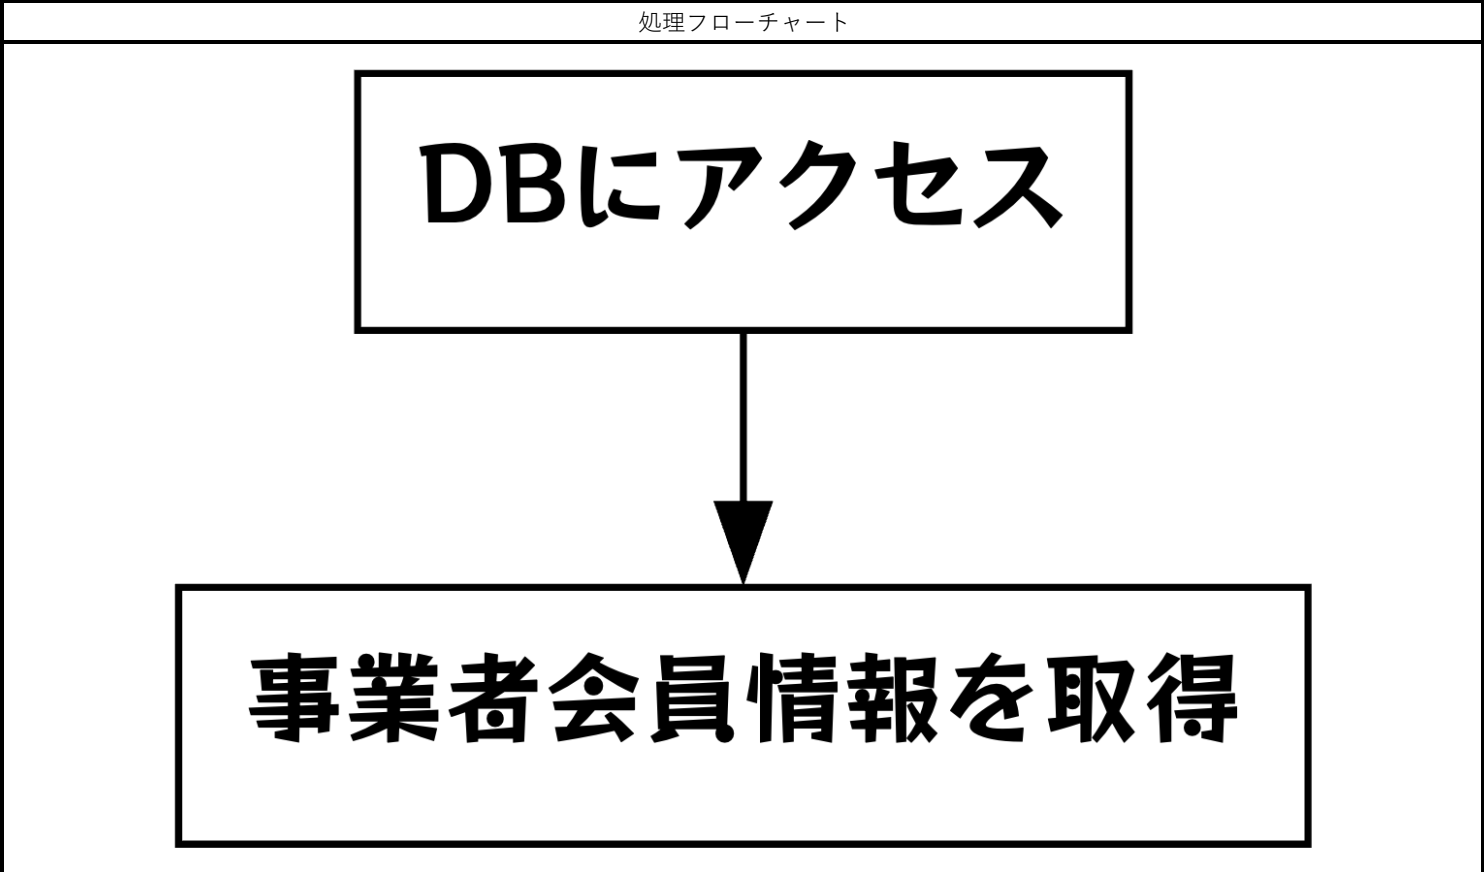 処理フローチャート
DBにアクセス
事業者会員情報を取得